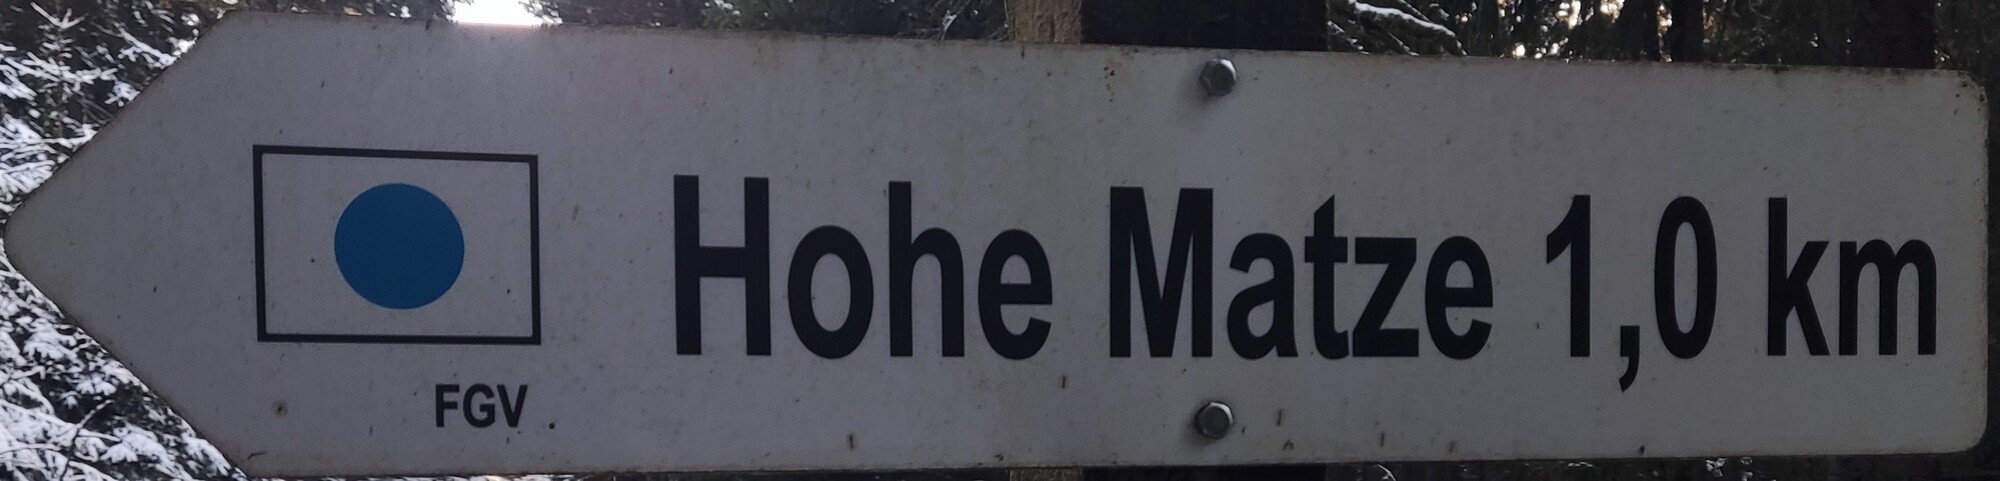 Hohe Matze 1,0 km
FGV